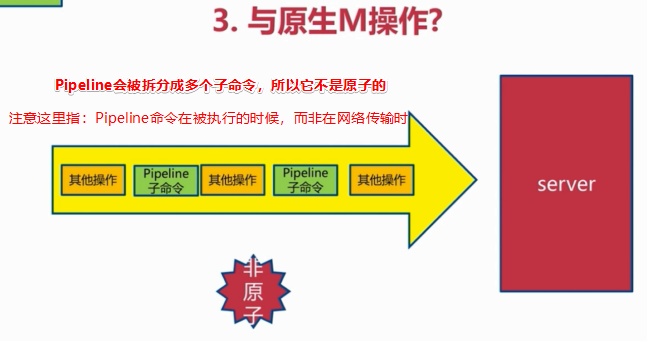 3. 与原生M操作?
Pipeline会被拆分成多个子命令，所以它不是原子的
注意这里指：Pipeline命令在被执行的时候，而非在网络传输时
其他操作
Pipeline
子命令
其他操作
Pipeline
子命令
其他操作
server
非
原
子